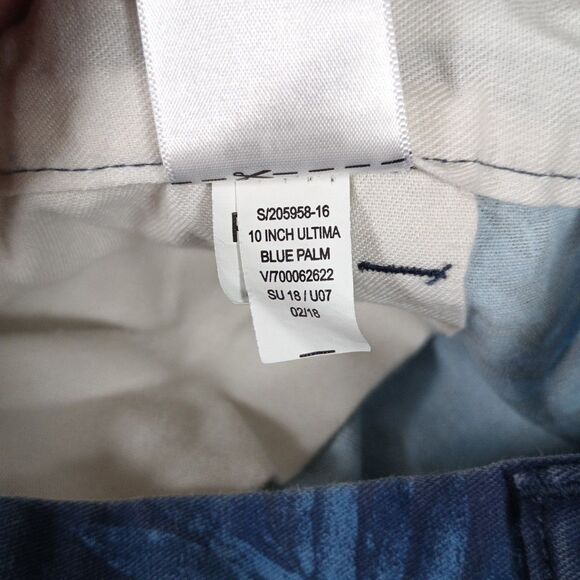 S/205958-16
10 INCH ULTIMA
BLUE PALM
V/700062622
SU 18 / U07
02/18